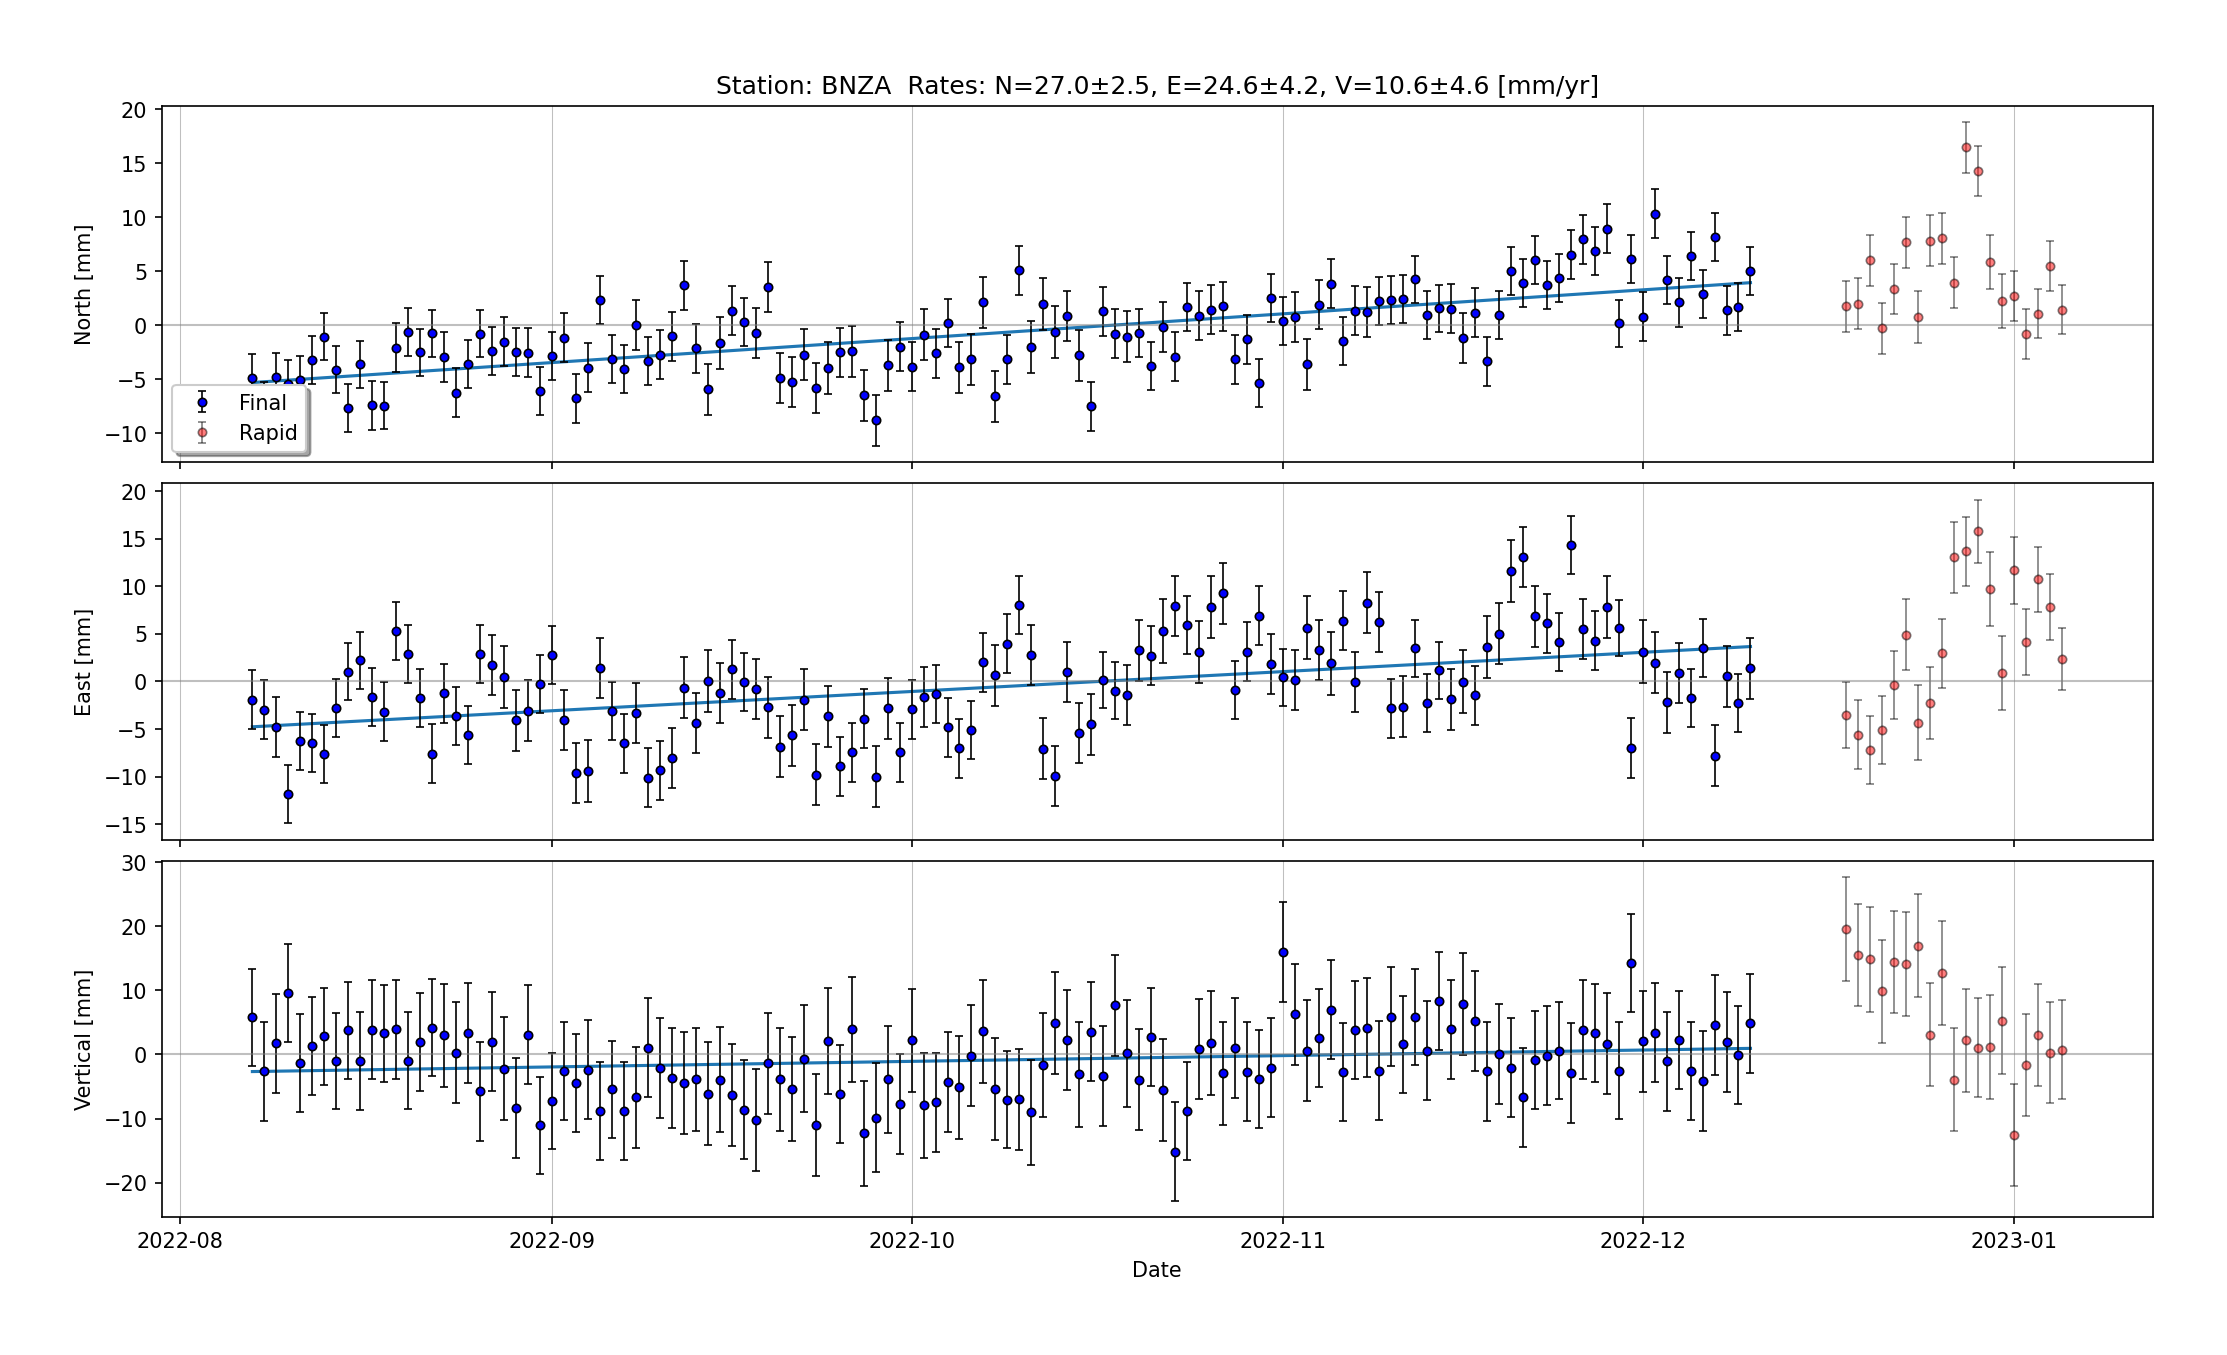 Station: BNZA  Rates: N=27.0±2.5, E=24.6±4.2, V=10.6±4.6 [mm/yr]
20
15
10
5
0
−5
−10
North [mm]
Final
Rapid
20
15
10
5
0
−5
−10
−15
East [mm]
30
20
10
0
−10
−20
Vertical [mm]
2022-08 2022-09 2022-10 2022-11 2022-12 2023-01
Date